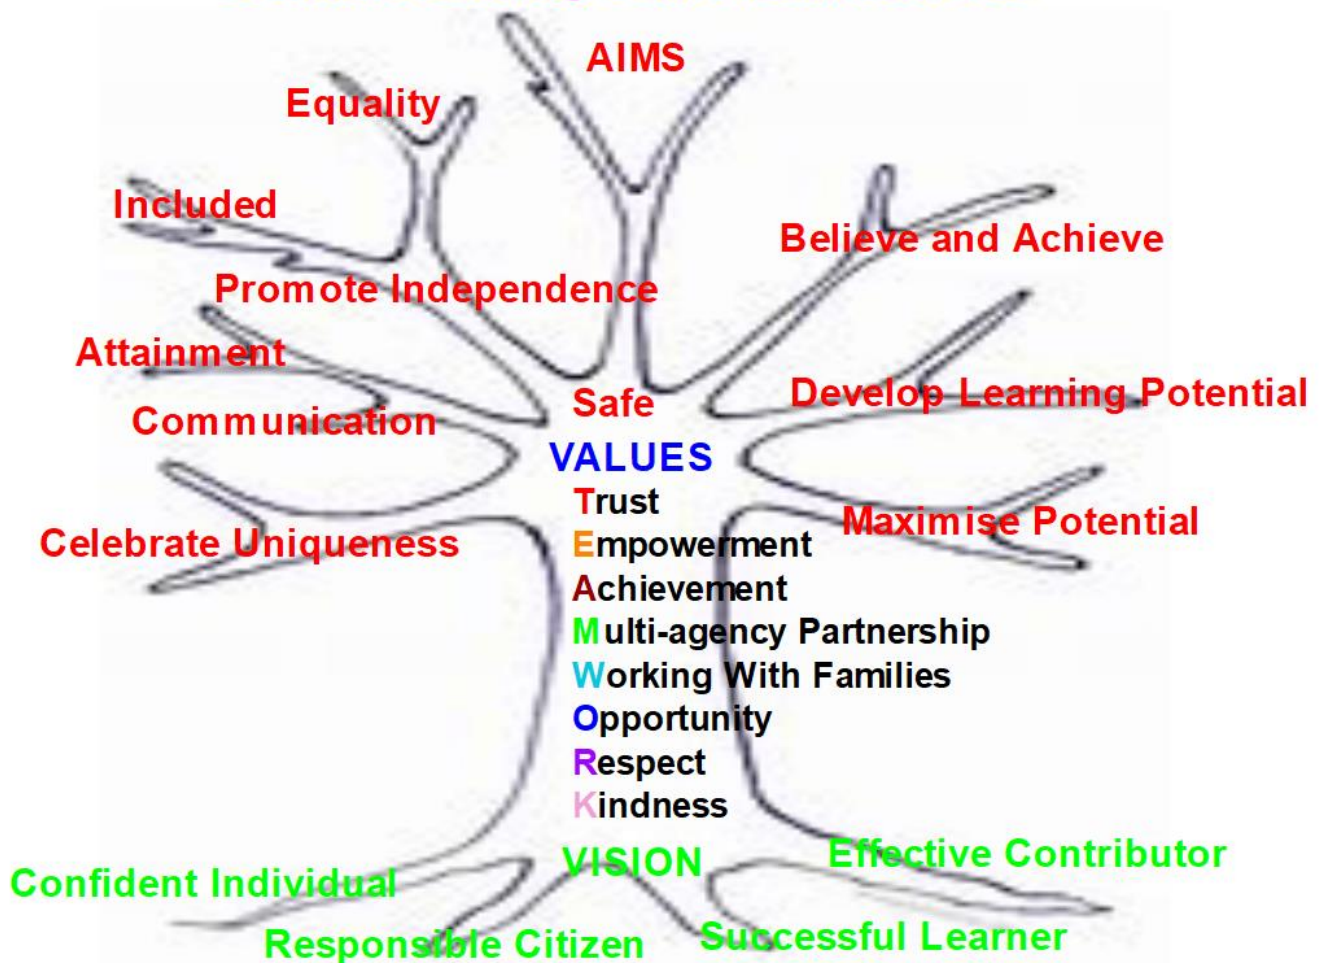 AIMS
Equality
Included
Believe and Achieve
Promote Independence
Attainment
Develop Learning Potential
Safe
Communication
VALUES
Trust
Maximise Potential
Empowerment
Celebrate Uniqueness
Achievement
Multi-agency Partnership
Working With Families
Opportunity
Respect
Kindness
VISION
Effective Contributor
Confident Individual
Responsible Citizen
Successful Learner